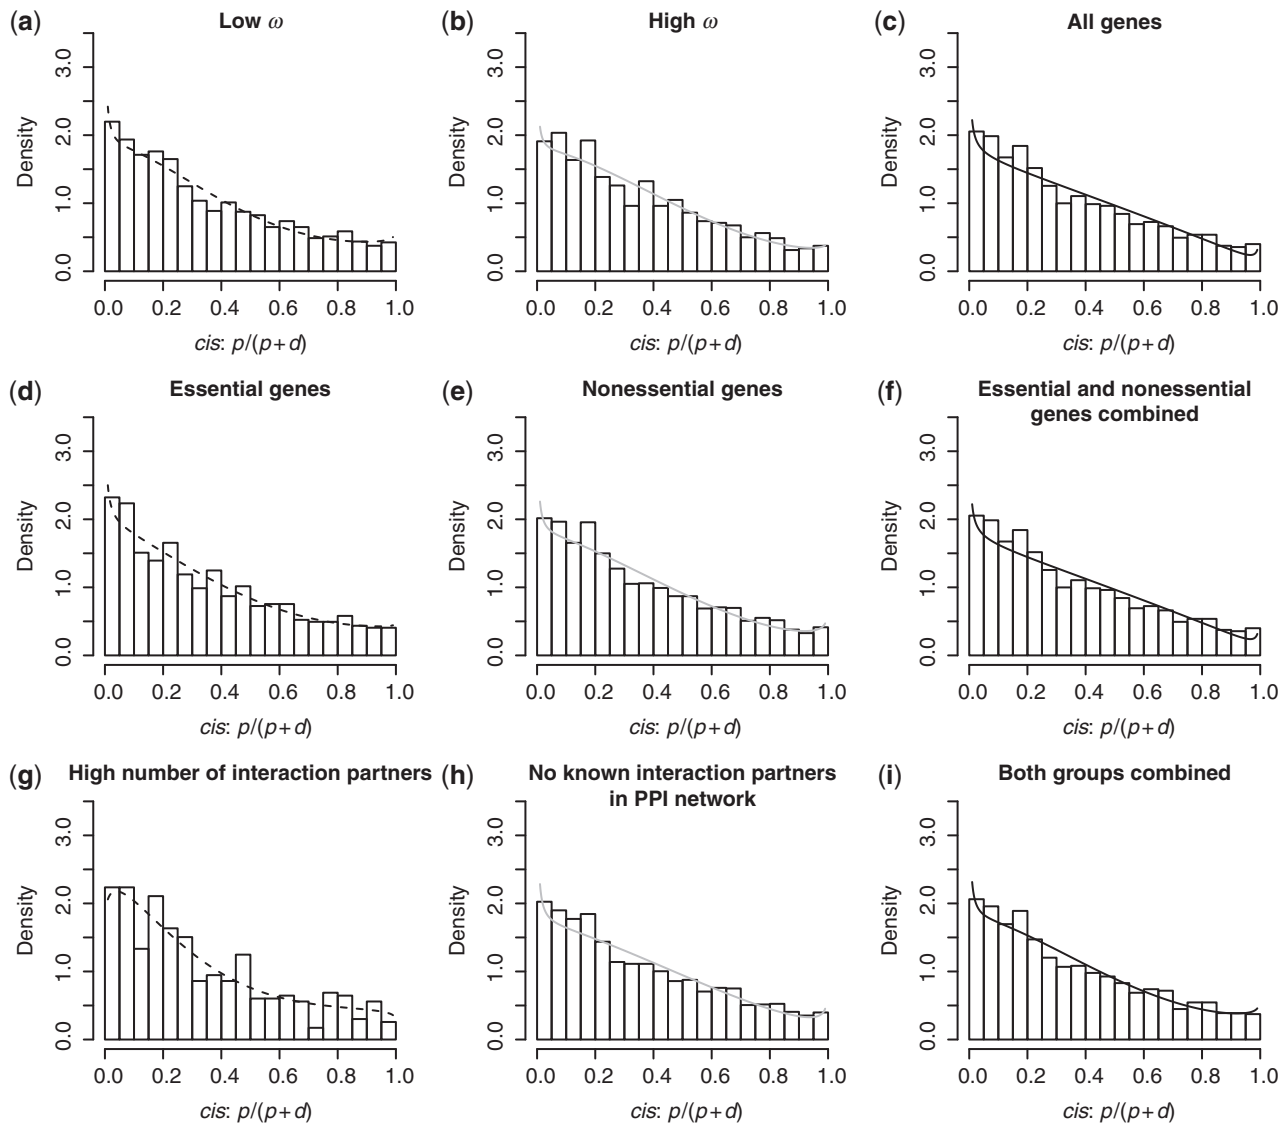 (a) Low ω
Density
0.0 1.0 2.0 3.0
0.0 0.2 0.4 0.6 0.8 1.0
cis: p/(p+d)
(b) High ω
Density
0.0 1.0 2.0 3.0
0.0 0.2 0.4 0.6 0.8 1.0
cis: p/(p+d)
(c) All genes
Density
0.0 1.0 2.0 3.0
0.0 0.2 0.4 0.6 0.8 1.0
cis: p/(p+d)
(d) Essential genes
Density
0.0 1.0 2.0 3.0
0.0 0.2 0.4 0.6 0.8 1.0
cis: p/(p+d)
(e) Nonessential genes
Density
0.0 1.0 2.0 3.0
0.0 0.2 0.4 0.6 0.8 1.0
cis: p/(p+d)
(f) Essential and nonessential
genes combined
Density
0.0 1.0 2.0 3.0
0.0 0.2 0.4 0.6 0.8 1.0
cis: p/(p+d)
(g) High number of interaction partners
Density
0.0 1.0 2.0 3.0
0.0 0.2 0.4 0.6 0.8 1.0
cis: p/(p+d)
(h) No known interaction partners
in PPI network
Density
0.0 1.0 2.0 3.0
0.0 0.2 0.4 0.6 0.8 1.0
cis: p/(p+d)
(i) Both groups combined
Density
0.0 1.0 2.0 3.0
0.0 0.2 0.4 0.6 0.8 1.0
cis: p/(p+d)